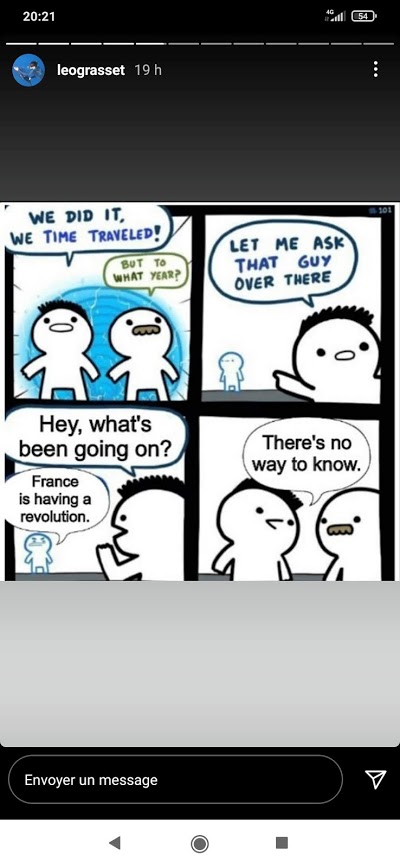 20:21
4G
54
leograsset 19 h
101
WE DID IT,
WE TIME TRAVELED!
BUT TO
WHAT YEAR?
LET ME ASK
THAT GUY
OVER THERE
Hey, what's
been going on?
France
is having a
revolution.
There's no
way to know.
Envoyer un message